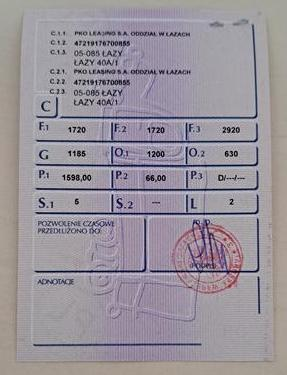 C.1.1. PKO LEASING S.A. ODDZIAŁ W ŁAZACH
C.1.2. 47219176700855
C.1.3. 05-085 ŁAZY
ŁAZY 40A/1
C.2.1. PKO LEASING S.A. ODDZIAŁ W ŁAZACH
C.2.2. 47219176700855
C.2.3. 05-085 ŁAZY
ŁAZY 40A/1
C
F.1 1720 F.2 1720 F.3 2920
G 1185 O.1 1200 O.2 630
P.1 1598,00 P.2 66,00 P.3 D/---/---
S.1 5 S.2 --- L 2
POZWOLENIE CZASOWE
PRZEDŁUŻONO DO:
(PODPIS)
ADNOTACJE